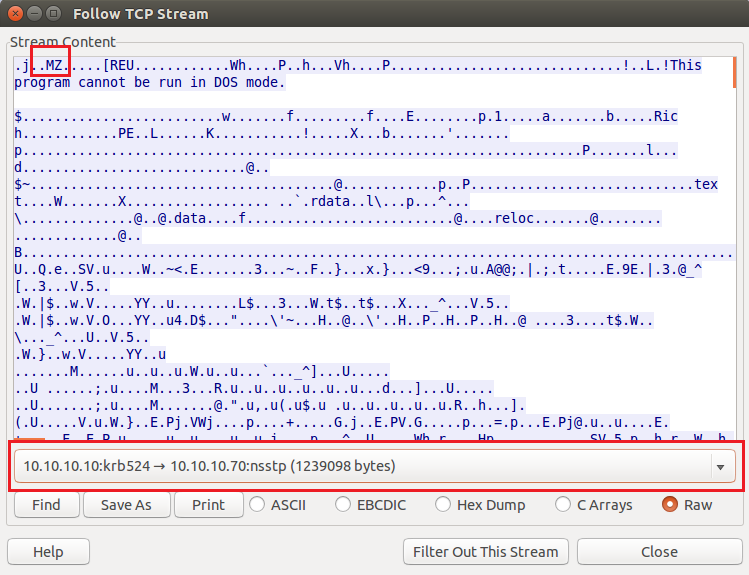 Follow TCP Stream
Stream Content
.j..MZ.....[REU............Wh....P..h...Vh....P............................!..L.!This
program cannot be run in DOS mode.
$........................w.......f.........f....E........p.1.....a.......b.....Ric
h............PE..L......K...........!.....X...b.......'.......
p.....................................................................P.......l...
d...........................@..
$~.....................................@............p..P...........................tex
t....W.......X................. ..`.rdata..l\...p...^...
\..............@..@.data....f.........................@....reloc.......@........
.............@..
B......................................................................................
U..Q.e..SV.u....W..~<.E.......3...~..F..}...x.}...<9...;.u.A@@;.|.;.t.....E.9E.|.3.@_^
[..3...V.5..
.W.|$..w.V.....YY..u........L$...3...W.t$..t$...X..._^...V.5..
.W.|$..w.V.O...YY..u4.D$..."....\'~...H..@..\'..H..P.H..P..H..@ ....3....t$.W..
\..._^...U..V.5..
.W.}..w.V.....YY..u
.......M......u..u..u.W.u..u...`..._^]...U.....
..U .......;.u....M...3...R.u..u..u..u..u..u...d...]...U.....
..U.......;.u....M.......@.".u,.u(.u$.u .u..u..u..u..u.R..h...].
(.U.....V.u.W.}..E.Pj.VWj....p....+.....G.j..E.PV.G.....p...=.p...E.Pj@.u..u....E.
10.10.10.10:krb524 → 10.10.10.70:nsstp (1239098 bytes)
Find Save As Print ASCII EBCDIC Hex Dump C Arrays Raw
Help Filter Out This Stream Close